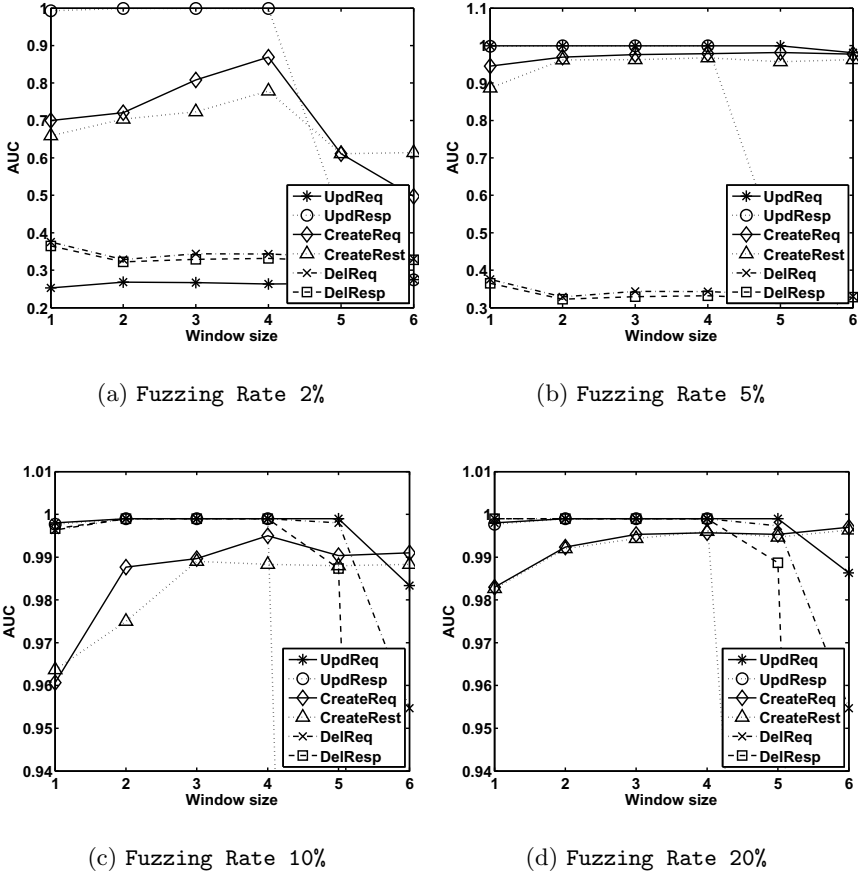 1
0.9
0.8
0.7
0.6
0.5
0.4
0.3
0.2
AUC
1 2 3 4 5 6
Window size
UpdReq
UpdResp
CreateReq
CreateRest
DelReq
DelResp
(a) Fuzzing Rate 2%
1.1
1
0.9
0.8
0.7
0.6
0.5
0.4
0.3
AUC
1 2 3 4 5 6
Window size
UpdReq
UpdResp
CreateReq
CreateRest
DelReq
DelResp
(b) Fuzzing Rate 5%
1.01
1
0.99
0.98
0.97
0.96
0.95
0.94
AUC
1 2 3 4 5 6
Window size
UpdReq
UpdResp
CreateReq
CreateRest
DelReq
DelResp
(c) Fuzzing Rate 10%
1.01
1
0.99
0.98
0.97
0.96
0.95
0.94
AUC
1 2 3 4 5 6
Window size
UpdReq
UpdResp
CreateReq
CreateRest
DelReq
DelResp
(d) Fuzzing Rate 20%